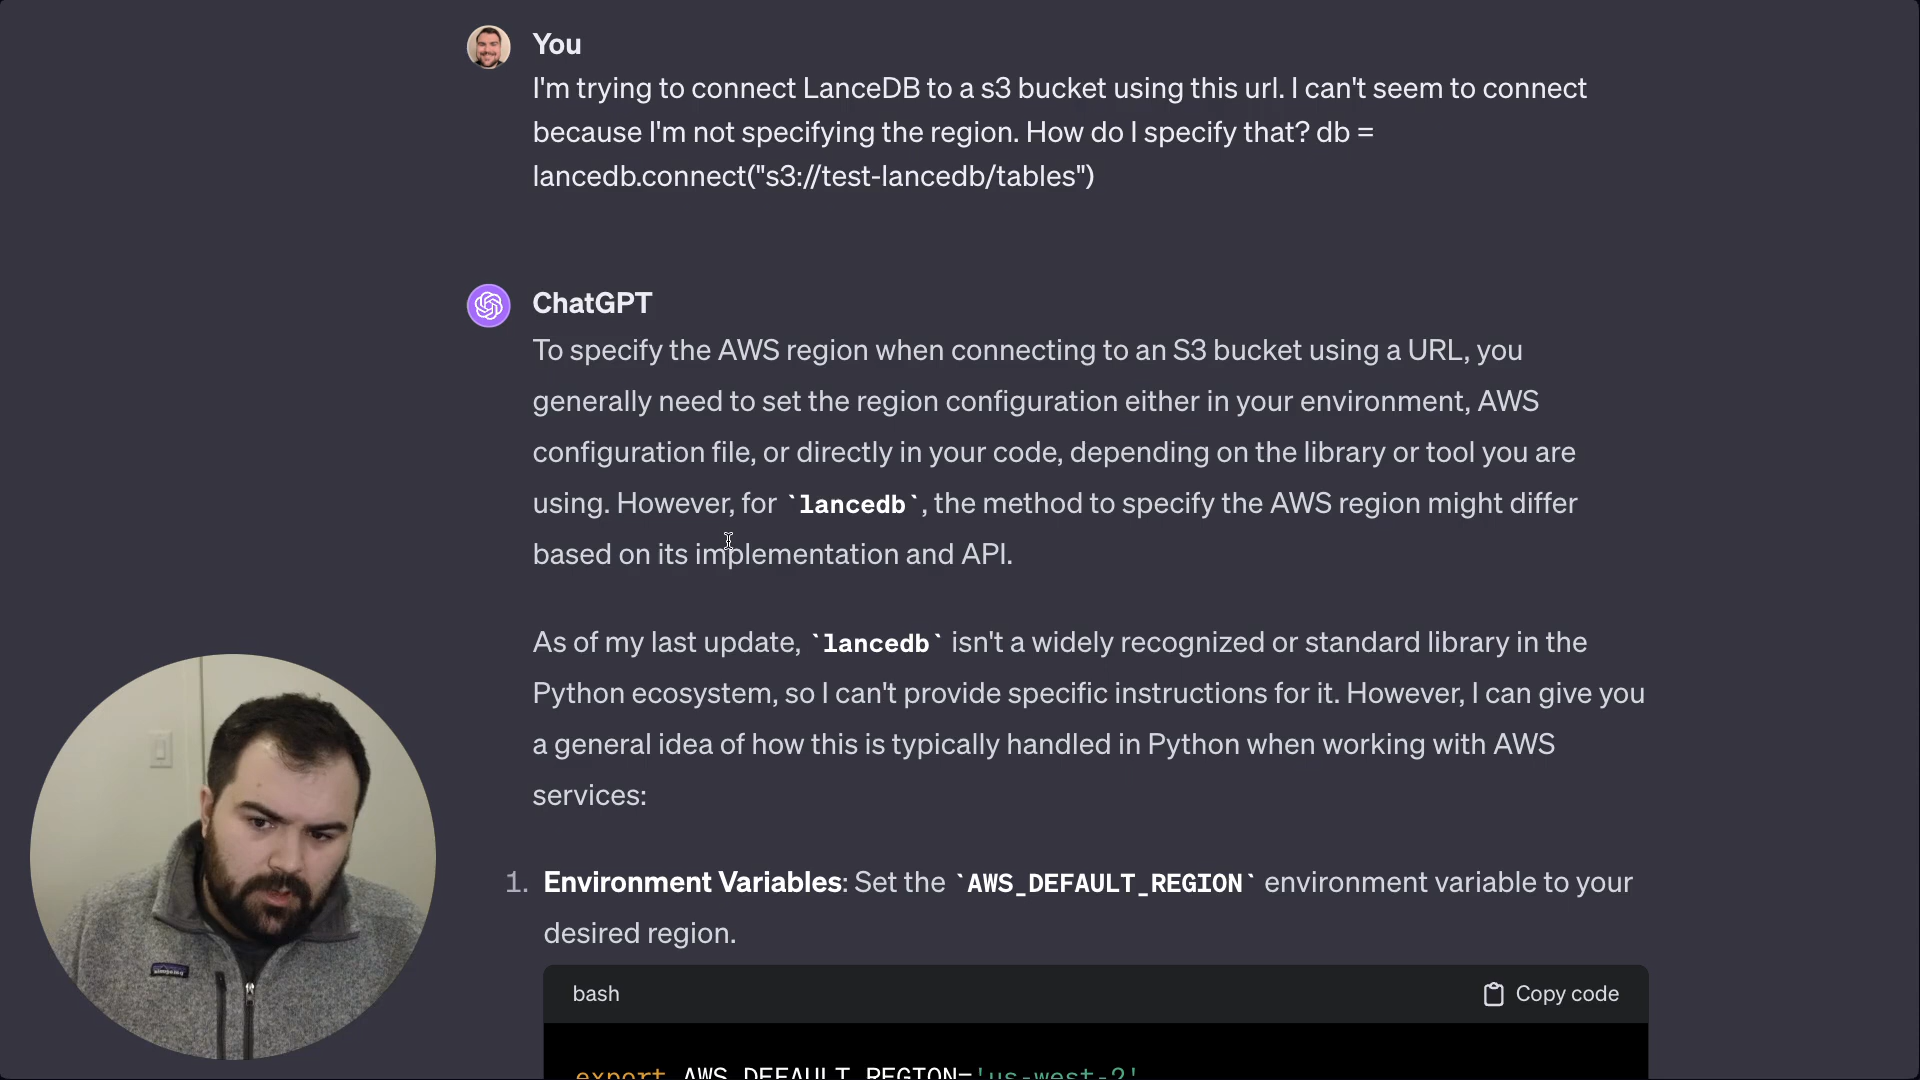 You
I'm trying to connect LanceDB to a s3 bucket using this url. I can't seem to connect
because I'm not specifying the region. How do I specify that? db =
lancedb.connect("s3://test-lancedb/tables")
ChatGPT
To specify the AWS region when connecting to an S3 bucket using a URL, you
generally need to set the region configuration either in your environment, AWS
configuration file, or directly in your code, depending on the library or tool you are
using. However, for `lancedb`, the method to specify the AWS region might differ
based on its implementation and API.
As of my last update, `lancedb` isn't a widely recognized or standard library in the
Python ecosystem, so I can't provide specific instructions for it. However, I can give you
a general idea of how this is typically handled in Python when working with AWS
services:
1. Environment Variables: Set the `AWS_DEFAULT_REGION` environment variable to your
desired region.
bash
Copy code
export AWS_DEFAULT_REGION='us-west-2'